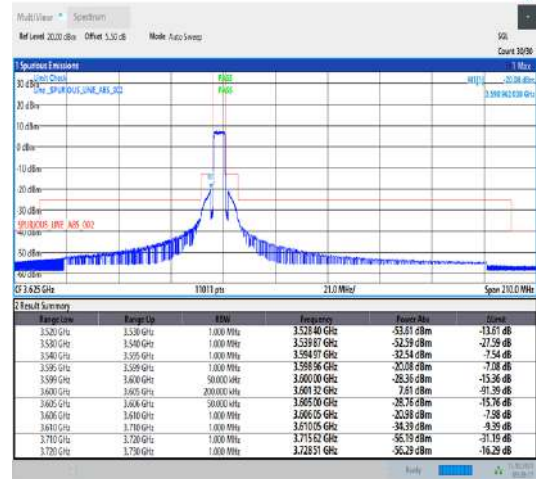 MultiView Spectrum
Ref Level 20.00 dBm Offset 5.50 dB Mode Auto Sweep SGL
Count 30/30
1 Spurious Emissions 1 Max
Limit Check PASS M1[1] -20.08 dBm
Line _SPURIOUS_LINE_ABS_002 PASS 3.598962030 GHz
30 dBm
20 dBm
10 dBm
0 dBm
-10 dBm
-20 dBm
-30 dBm
SPURIOUS_LINE_ABS_002
-40 dBm
-50 dBm
-60 dBm
CF 3.625 GHz 11011 pts 21.0 MHz/ Span 210.0 MHz
2 Result Summary
Range Low Range Up RBW Frequency Power Abs ΔLimit
3.520 GHz 3.530 GHz 1.000 MHz 3.52840 GHz -53.61 dBm -13.61 dB
3.530 GHz 3.540 GHz 1.000 MHz 3.53987 GHz -52.59 dBm -27.59 dB
3.540 GHz 3.595 GHz 1.000 MHz 3.59497 GHz -32.54 dBm -7.54 dB
3.595 GHz 3.599 GHz 1.000 MHz 3.59896 GHz -20.08 dBm -7.08 dB
3.599 GHz 3.600 GHz 50.000 kHz 3.60000 GHz -28.36 dBm -15.36 dB
3.600 GHz 3.605 GHz 200.000 kHz 3.60132 GHz 7.61 dBm -91.39 dB
3.605 GHz 3.606 GHz 50.000 kHz 3.60500 GHz -28.76 dBm -15.76 dB
3.606 GHz 3.610 GHz 1.000 MHz 3.60605 GHz -20.98 dBm -7.98 dB
3.610 GHz 3.710 GHz 1.000 MHz 3.61005 GHz -34.39 dBm -9.39 dB
3.710 GHz 3.720 GHz 1.000 MHz 3.71562 GHz -56.19 dBm -31.19 dB
3.720 GHz 3.730 GHz 1.000 MHz 3.72851 GHz -56.29 dBm -16.29 dB
Ready